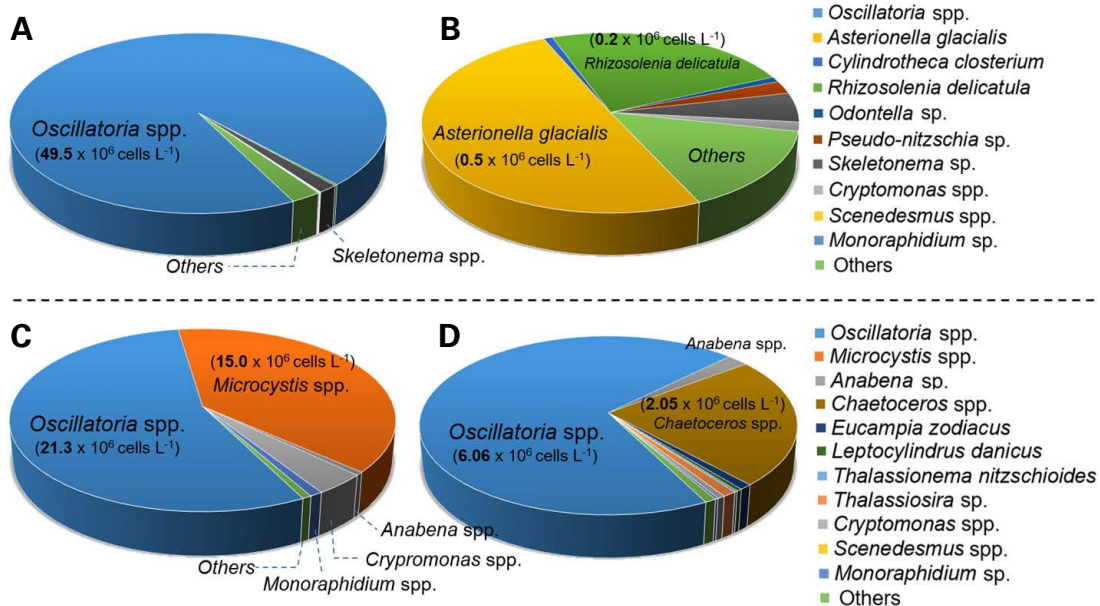 A
Oscillatoria spp.
(49.5 x 10⁶ cells L⁻¹)
Others
Skeletonema spp.
B
(0.2 x 10⁶ cells L⁻¹)
Rhizosolenia delicatula
Asterionella glacialis
(0.5 x 10⁶ cells L⁻¹)
Others
Oscillatoria spp.
Asterionella glacialis
Cylindrotheca closterium
Rhizosolenia delicatula
Odontella sp.
Pseudo-nitzschia sp.
Skeletonema sp.
Cryptomonas spp.
Scenedesmus spp.
Monoraphidium sp.
Others
C
(15.0 x 10⁶ cells L⁻¹)
Microcystis spp.
Oscillatoria spp.
(21.3 x 10⁶ cells L⁻¹)
Anabena spp.
Crypromonas spp.
Others
Monoraphidium spp.
D
Anabena spp.
(2.05 x 10⁶ cells L⁻¹)
Chaetoceros spp.
Oscillatoria spp.
(6.06 x 10⁶ cells L⁻¹)
Oscillatoria spp.
Microcystis spp.
Anabena sp.
Chaetoceros spp.
Eucampia zodiacus
Leptocylindrus danicus
Thalassionema nitzschioides
Thalassiosira sp.
Cryptomonas spp.
Scenedesmus spp.
Monoraphidium sp.
Others